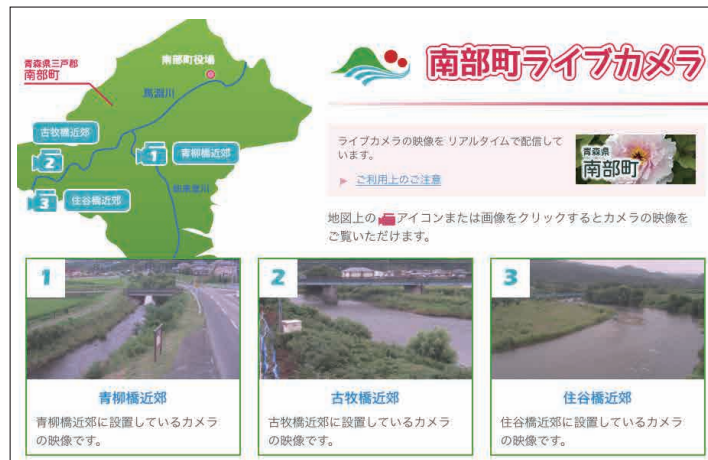 青森県三戸郡
南部町
南部町役場
馬淵川
古牧橋近郊
2
1
青柳橋近郊
3
住谷橋近郊
南部町ライブカメラ
ライブカメラの映像を リアルタイムで配信して
います。
▶ ご利用上のご注意
青森県
南部町
地図上の アイコンまたは画像をクリックするとカメラの映像を
ご覧いただけます。
1
青柳橋近郊
青柳橋近郊に設置しているカメラ
の映像です。
2
古牧橋近郊
古牧橋近郊に設置しているカメラ
の映像です。
3
住谷橋近郊
住谷橋近郊に設置しているカメラ
の映像です。